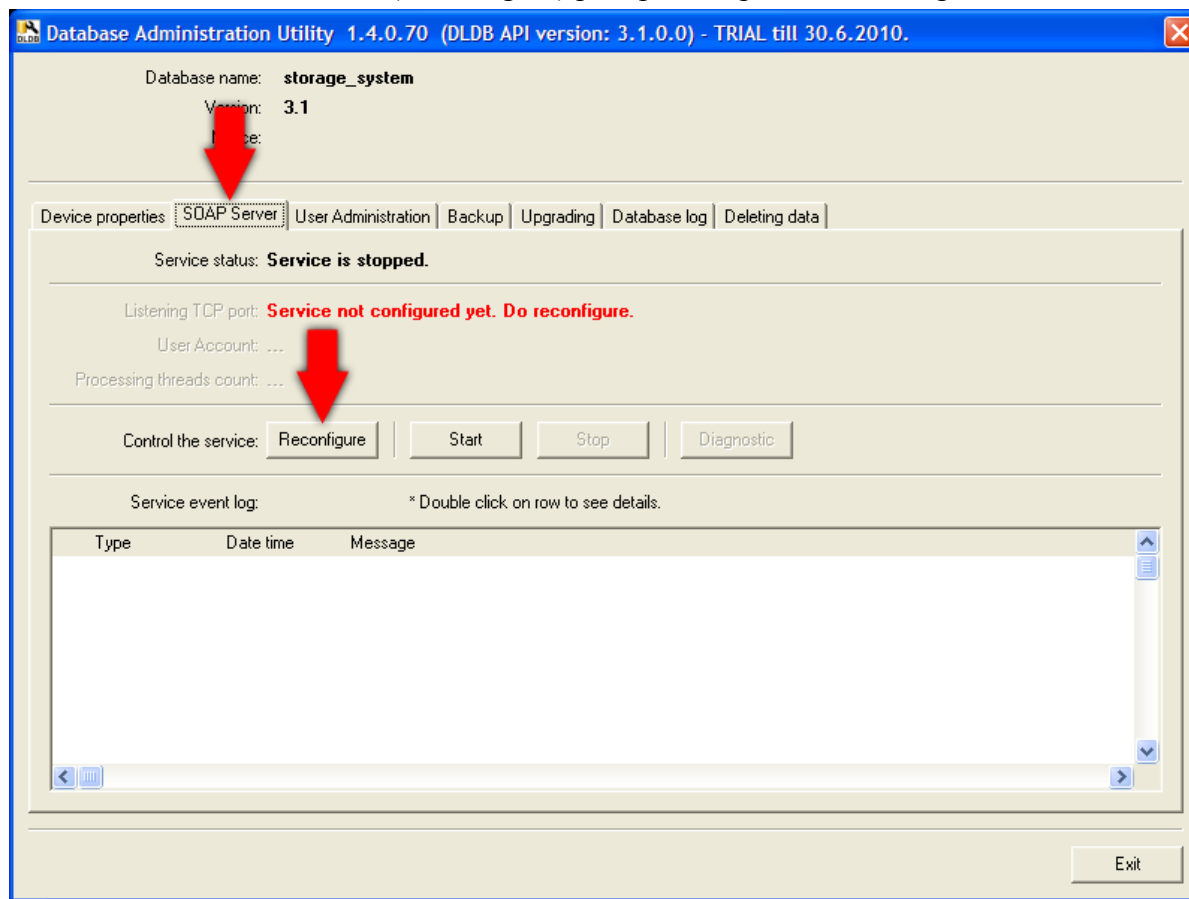 Database Administration Utility 1.4.0.70 (DLDB API version: 3.1.0.0) - TRIAL till 30.6.2010.
Database name: storage_system
Version: 3.1
Device properties SOAP Server User Administration Backup Upgrading Database log Deleting data
Service status: Service is stopped.
Listening TCP port: Service not configured yet. Do reconfigure.
User Account: ...
Processing threads count: ...
Control the service: Reconfigure Start Stop Diagnostic
Service event log: * Double click on row to see details.
Type Date time Message
Exit